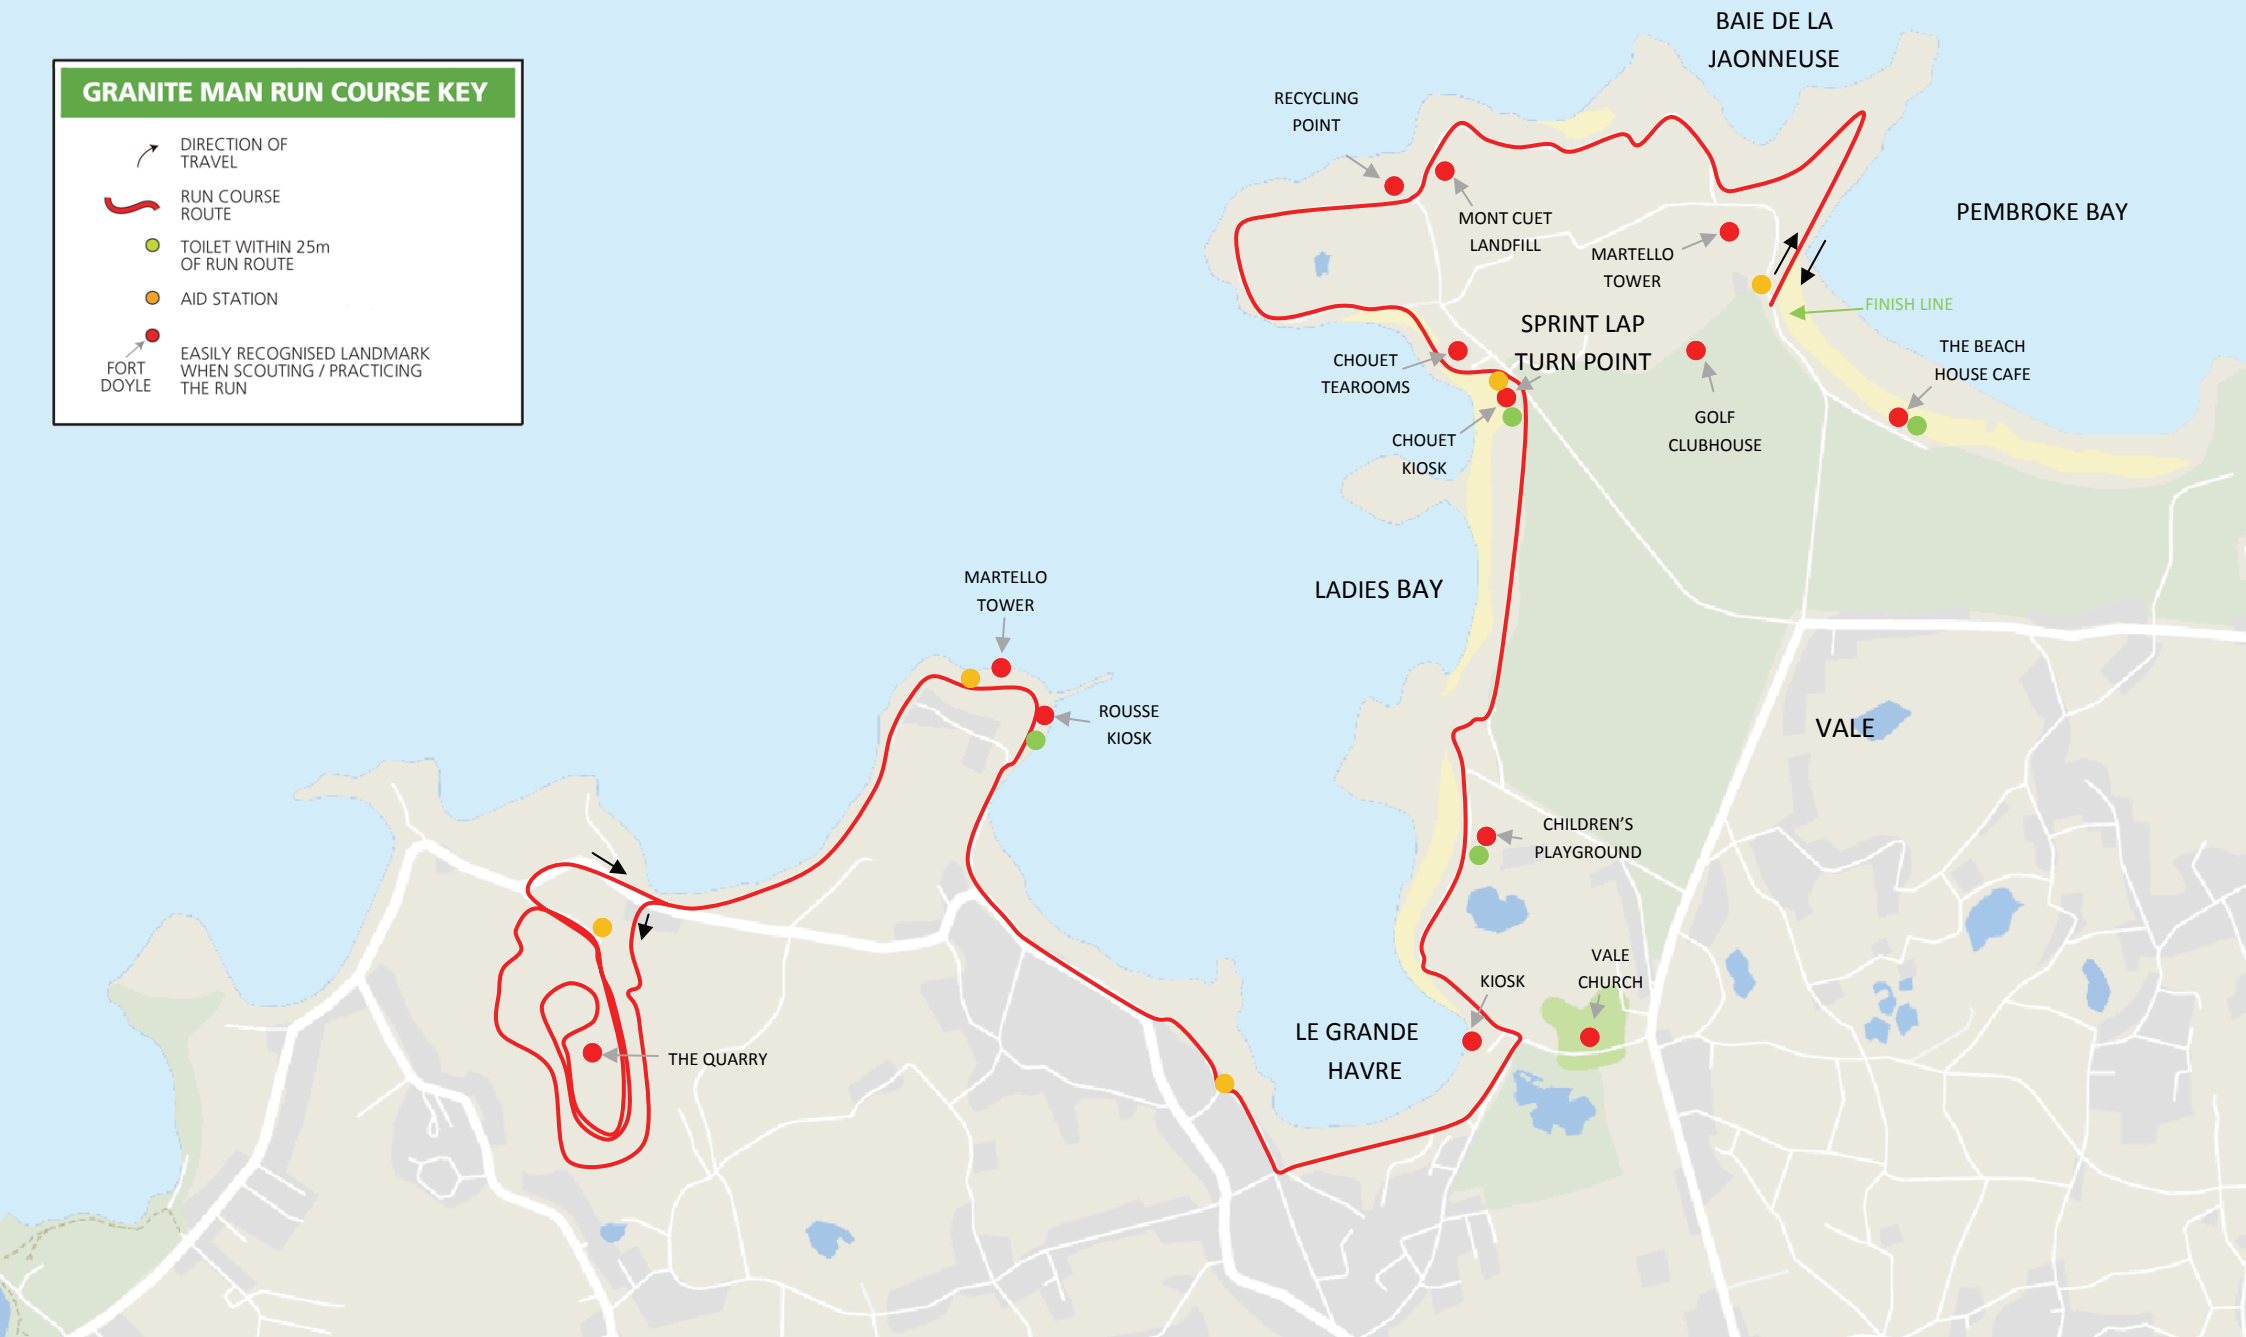 GRANITE MAN RUN COURSE KEY
DIRECTION OF
TRAVEL
RUN COURSE
ROUTE
TOILET WITHIN 25m
OF RUN ROUTE
AID STATION
FORT
DOYLE
EASILY RECOGNISED LANDMARK
WHEN SCOUTING / PRACTICING
THE RUN
BAIE DE LA
JAONNEUSE
RECYCLING
POINT
MONT CUET
LANDFILL
MARTELLO
TOWER
PEMBROKE BAY
FINISH LINE
SPRINT LAP
TURN POINT
CHOUET
TEAROOMS
THE BEACH
HOUSE CAFE
GOLF
CLUBHOUSE
CHOUET
KIOSK
LADIES BAY
MARTELLO
TOWER
ROUSSE
KIOSK
VALE
CHILDREN'S
PLAYGROUND
VALE
CHURCH
KIOSK
LE GRANDE
HAVRE
THE QUARRY